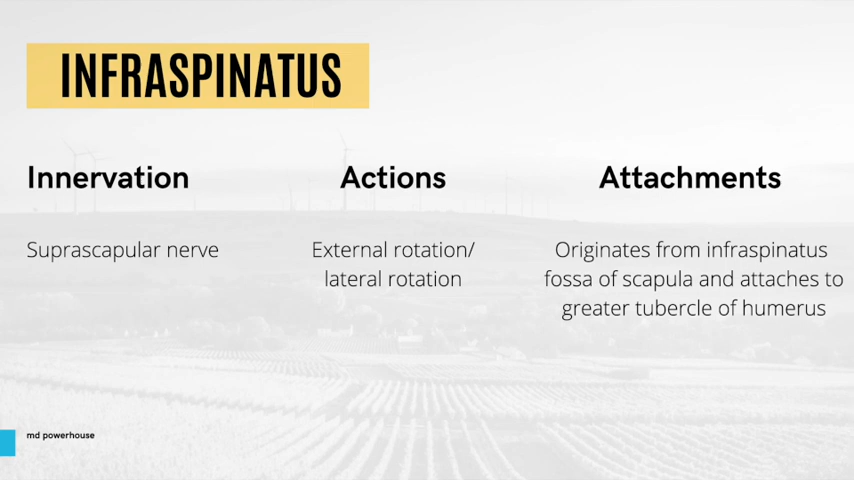 INFRASPINATUS
Innervation
Suprascapular nerve
Actions
External rotation/
lateral rotation
Attachments
Originates from infraspinatus
fossa of scapula and attaches to
greater tubercle of humerus
md powerhouse